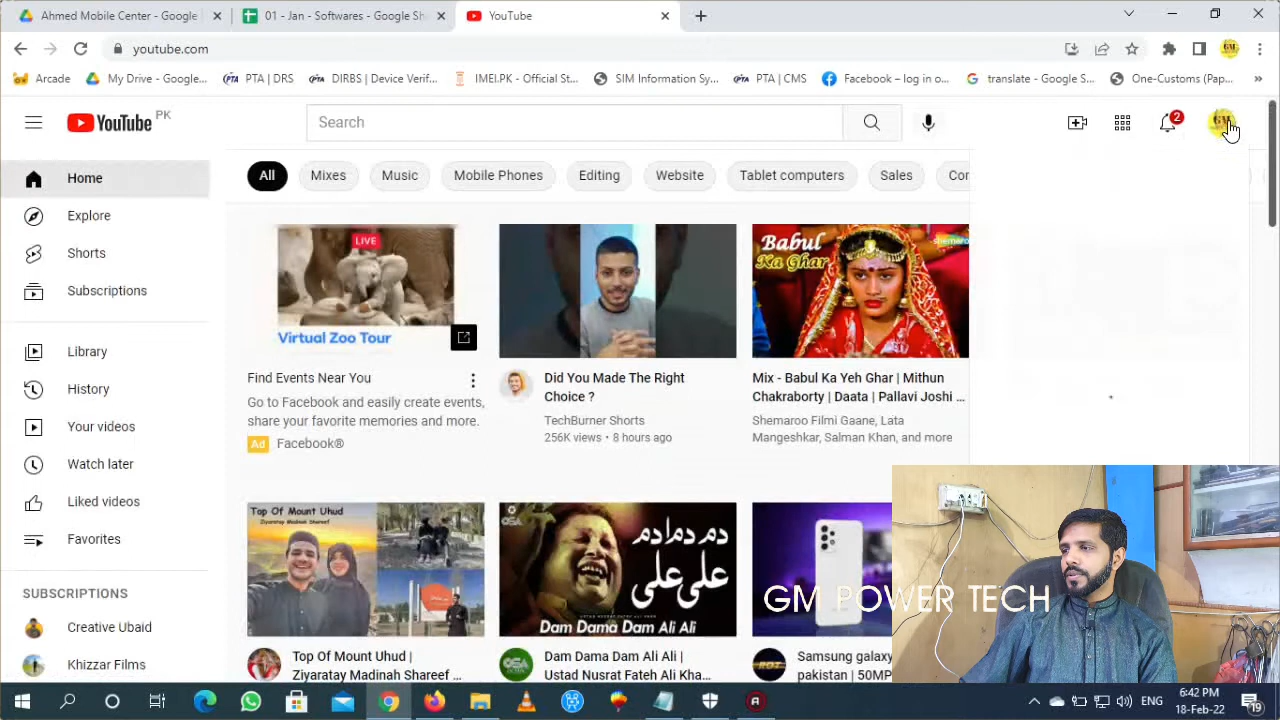 Ahmed Mobile Center - Google
01 - Jan - Softwares - Google Sh
YouTube
youtube.com
Arcade
My Drive - Google...
PTA | DRS
DIRBS | Device Verif...
IMEI.PK - Official St...
SIM Information Sy...
PTA | CMS
Facebook – log in o...
translate - Google S...
One-Customs (Pap...
YouTube PK
Search
2
All
Mixes
Music
Mobile Phones
Editing
Website
Tablet computers
Sales
Cor
Home
Explore
Shorts
Subscriptions
Library
History
Your videos
Watch later
Liked videos
Favorites
SUBSCRIPTIONS
Creative Ubaid
Khizzar Films
LIVE
Virtual Zoo Tour
Find Events Near You
Go to Facebook and easily create events,
share your favorite memories and more.
Ad Facebook®
Did You Made The Right
Choice ?
TechBurner Shorts
256K views • 8 hours ago
Babul
Ka Ghar
shemaroo
Mix - Babul Ka Yeh Ghar | Mithun
Chakraborty | Daata | Pallavi Joshi ...
Shemaroo Filmi Gaane, Lata
Mangeshkar, Salman Khan, and more
Top Of Mount Uhud
Ziyaratay Madinah Shareef
Top Of Mount Uhud |
Ziyaratay Madinah Shareef ...
OSA
دم دما دم
علی علی
Dam Dama Dam Ali Ali
Dam Dama Dam Ali Ali |
Ustad Nusrat Fateh Ali Kha...
Samsung galaxy
pakistan | 50MP
GM POWER TECH
ENG
6:42 PM
18-Feb-22
19